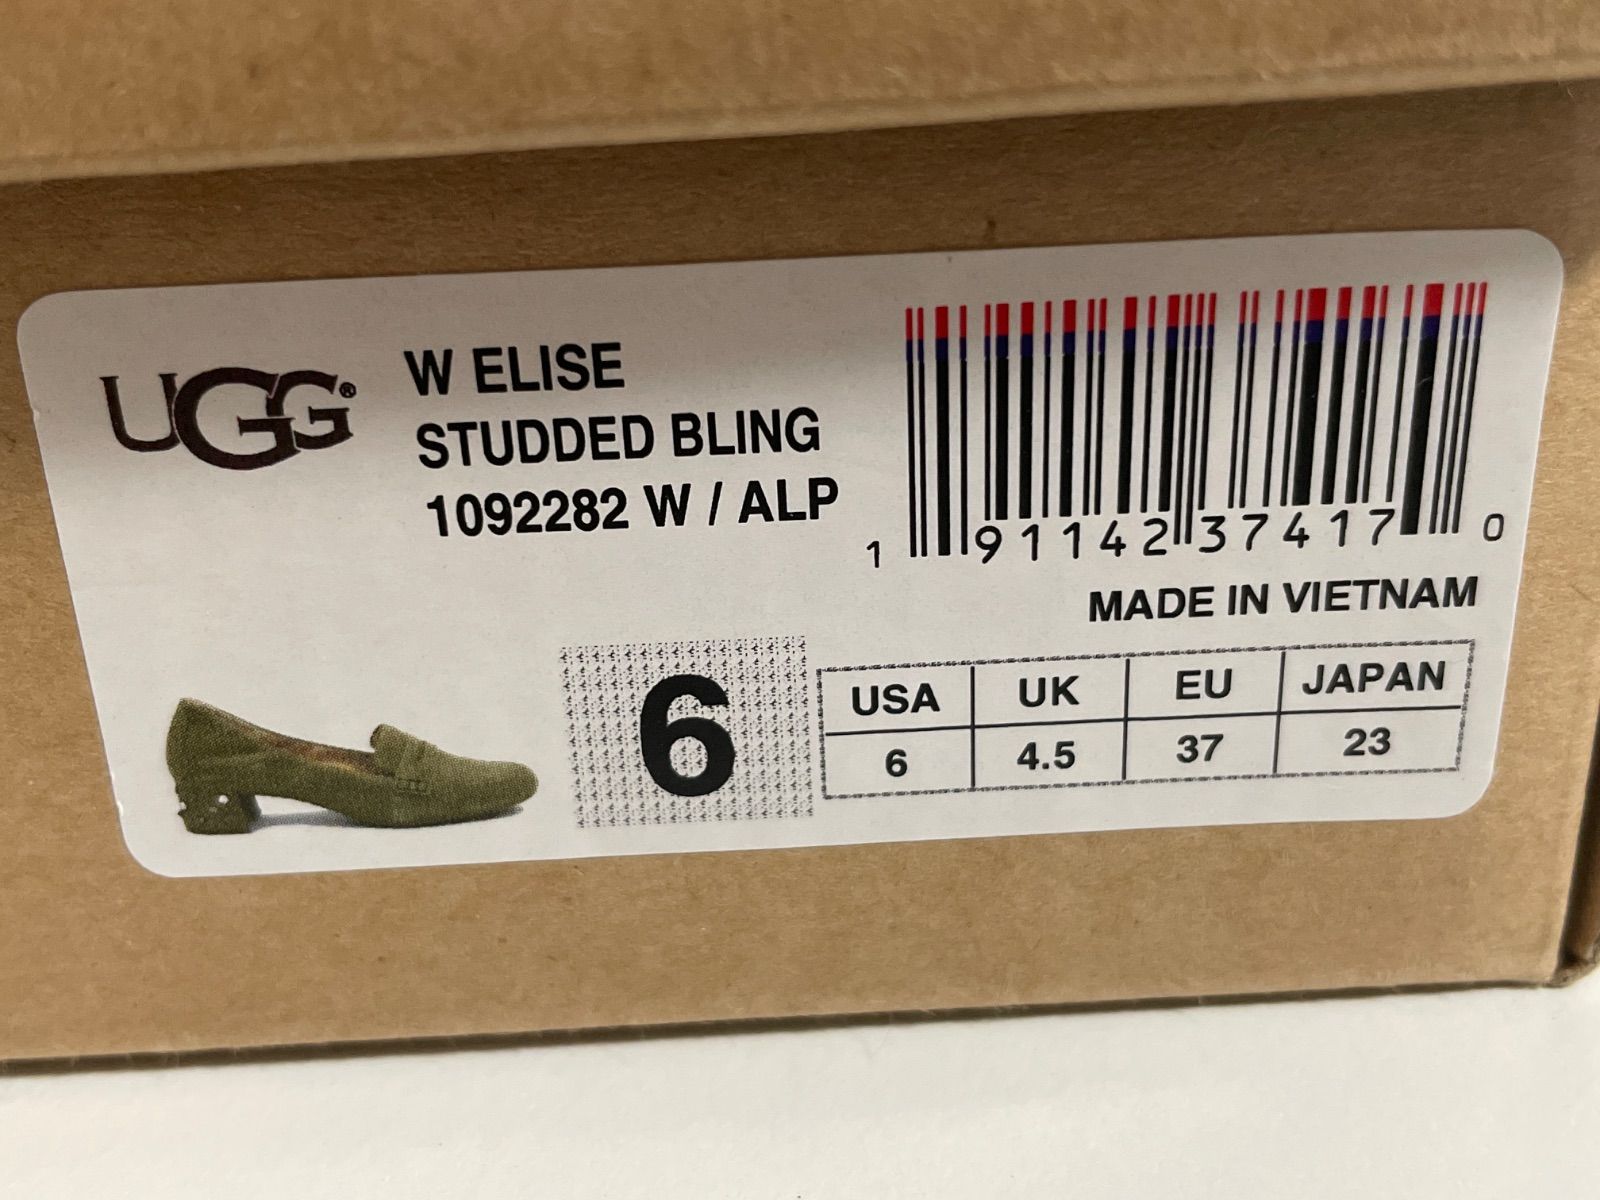 UGG®
W ELISE
STUDDED BLING
1092282 W / ALP
1 91142 37417 0
MADE IN VIETNAM
6
USA UK EU JAPAN
6 4.5 37 23